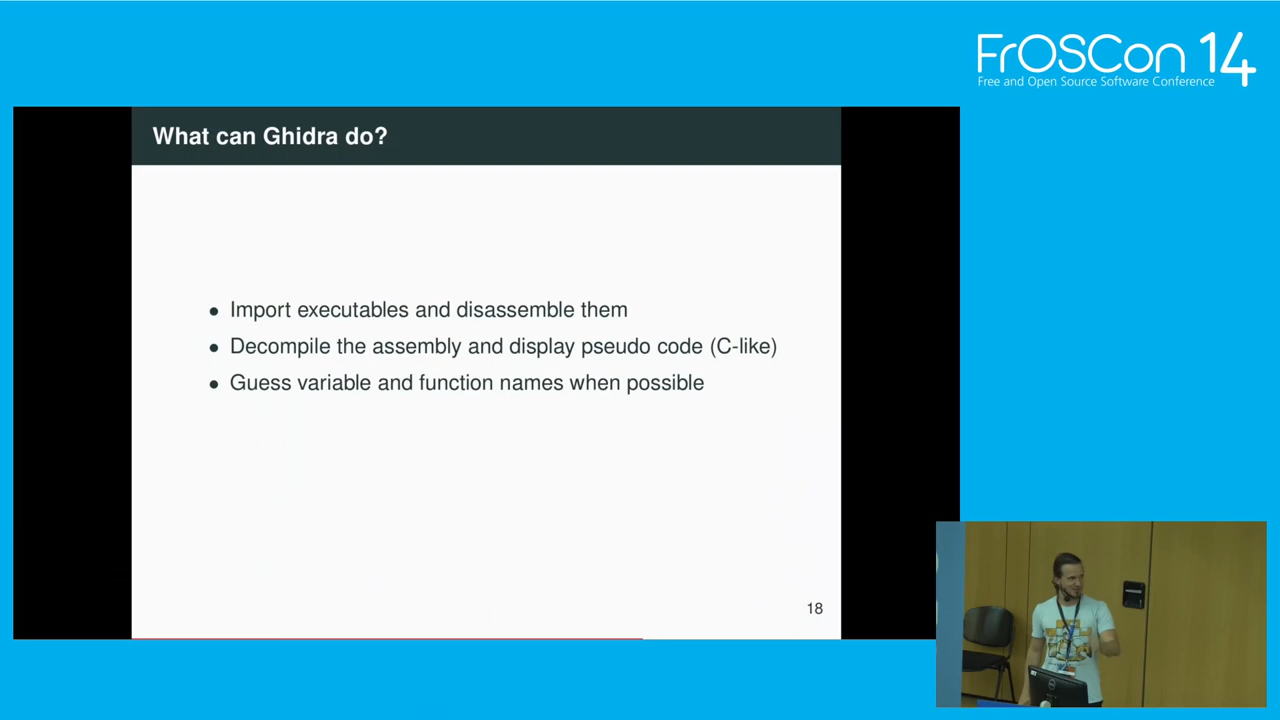 FrOSCon 14
Free and Open Source Software Conference
What can Ghidra do?
• Import executables and disassemble them
• Decompile the assembly and display pseudo code (C-like)
• Guess variable and function names when possible
18